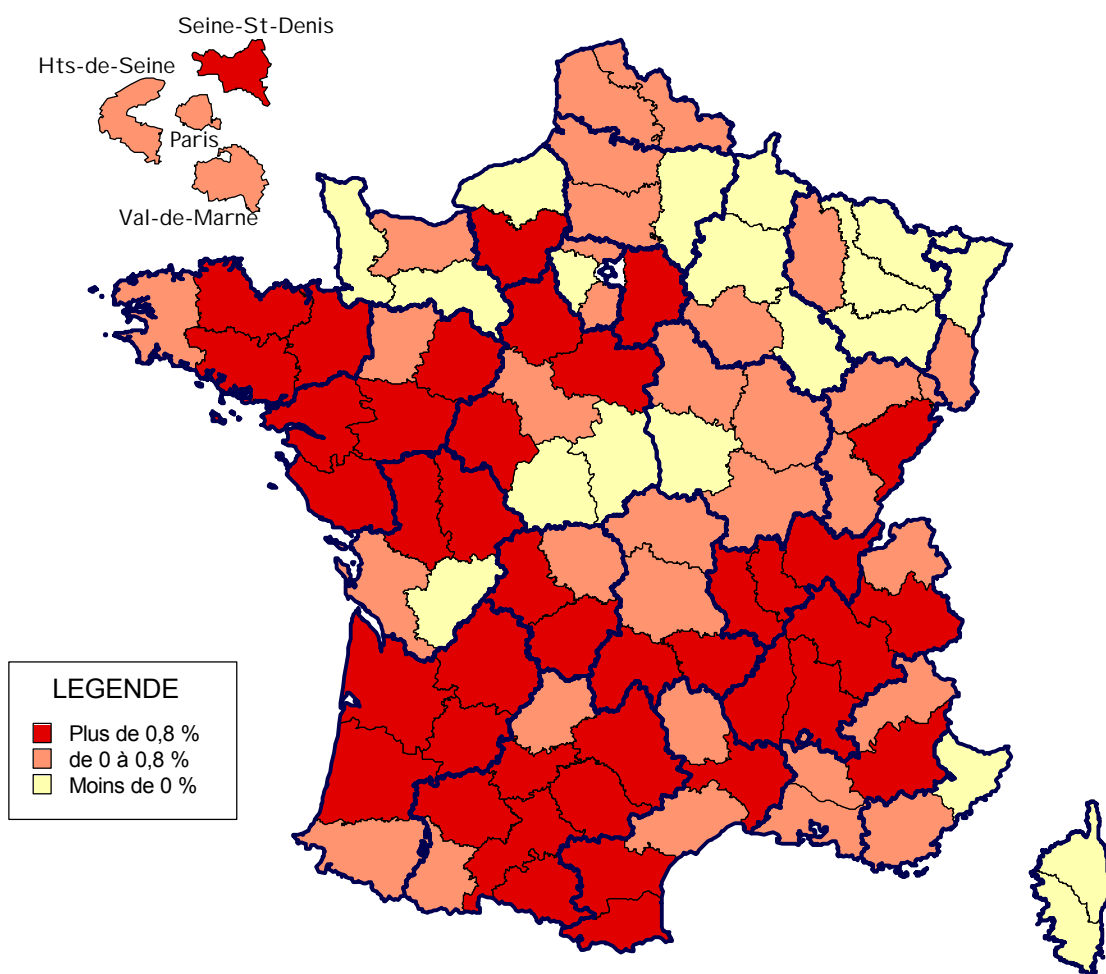 Seine-St-Denis
Hts-de-Seine
Paris
Val-de-Marne
LEGENDE
Plus de 0,8 %
de 0 à 0,8 %
Moins de 0 %